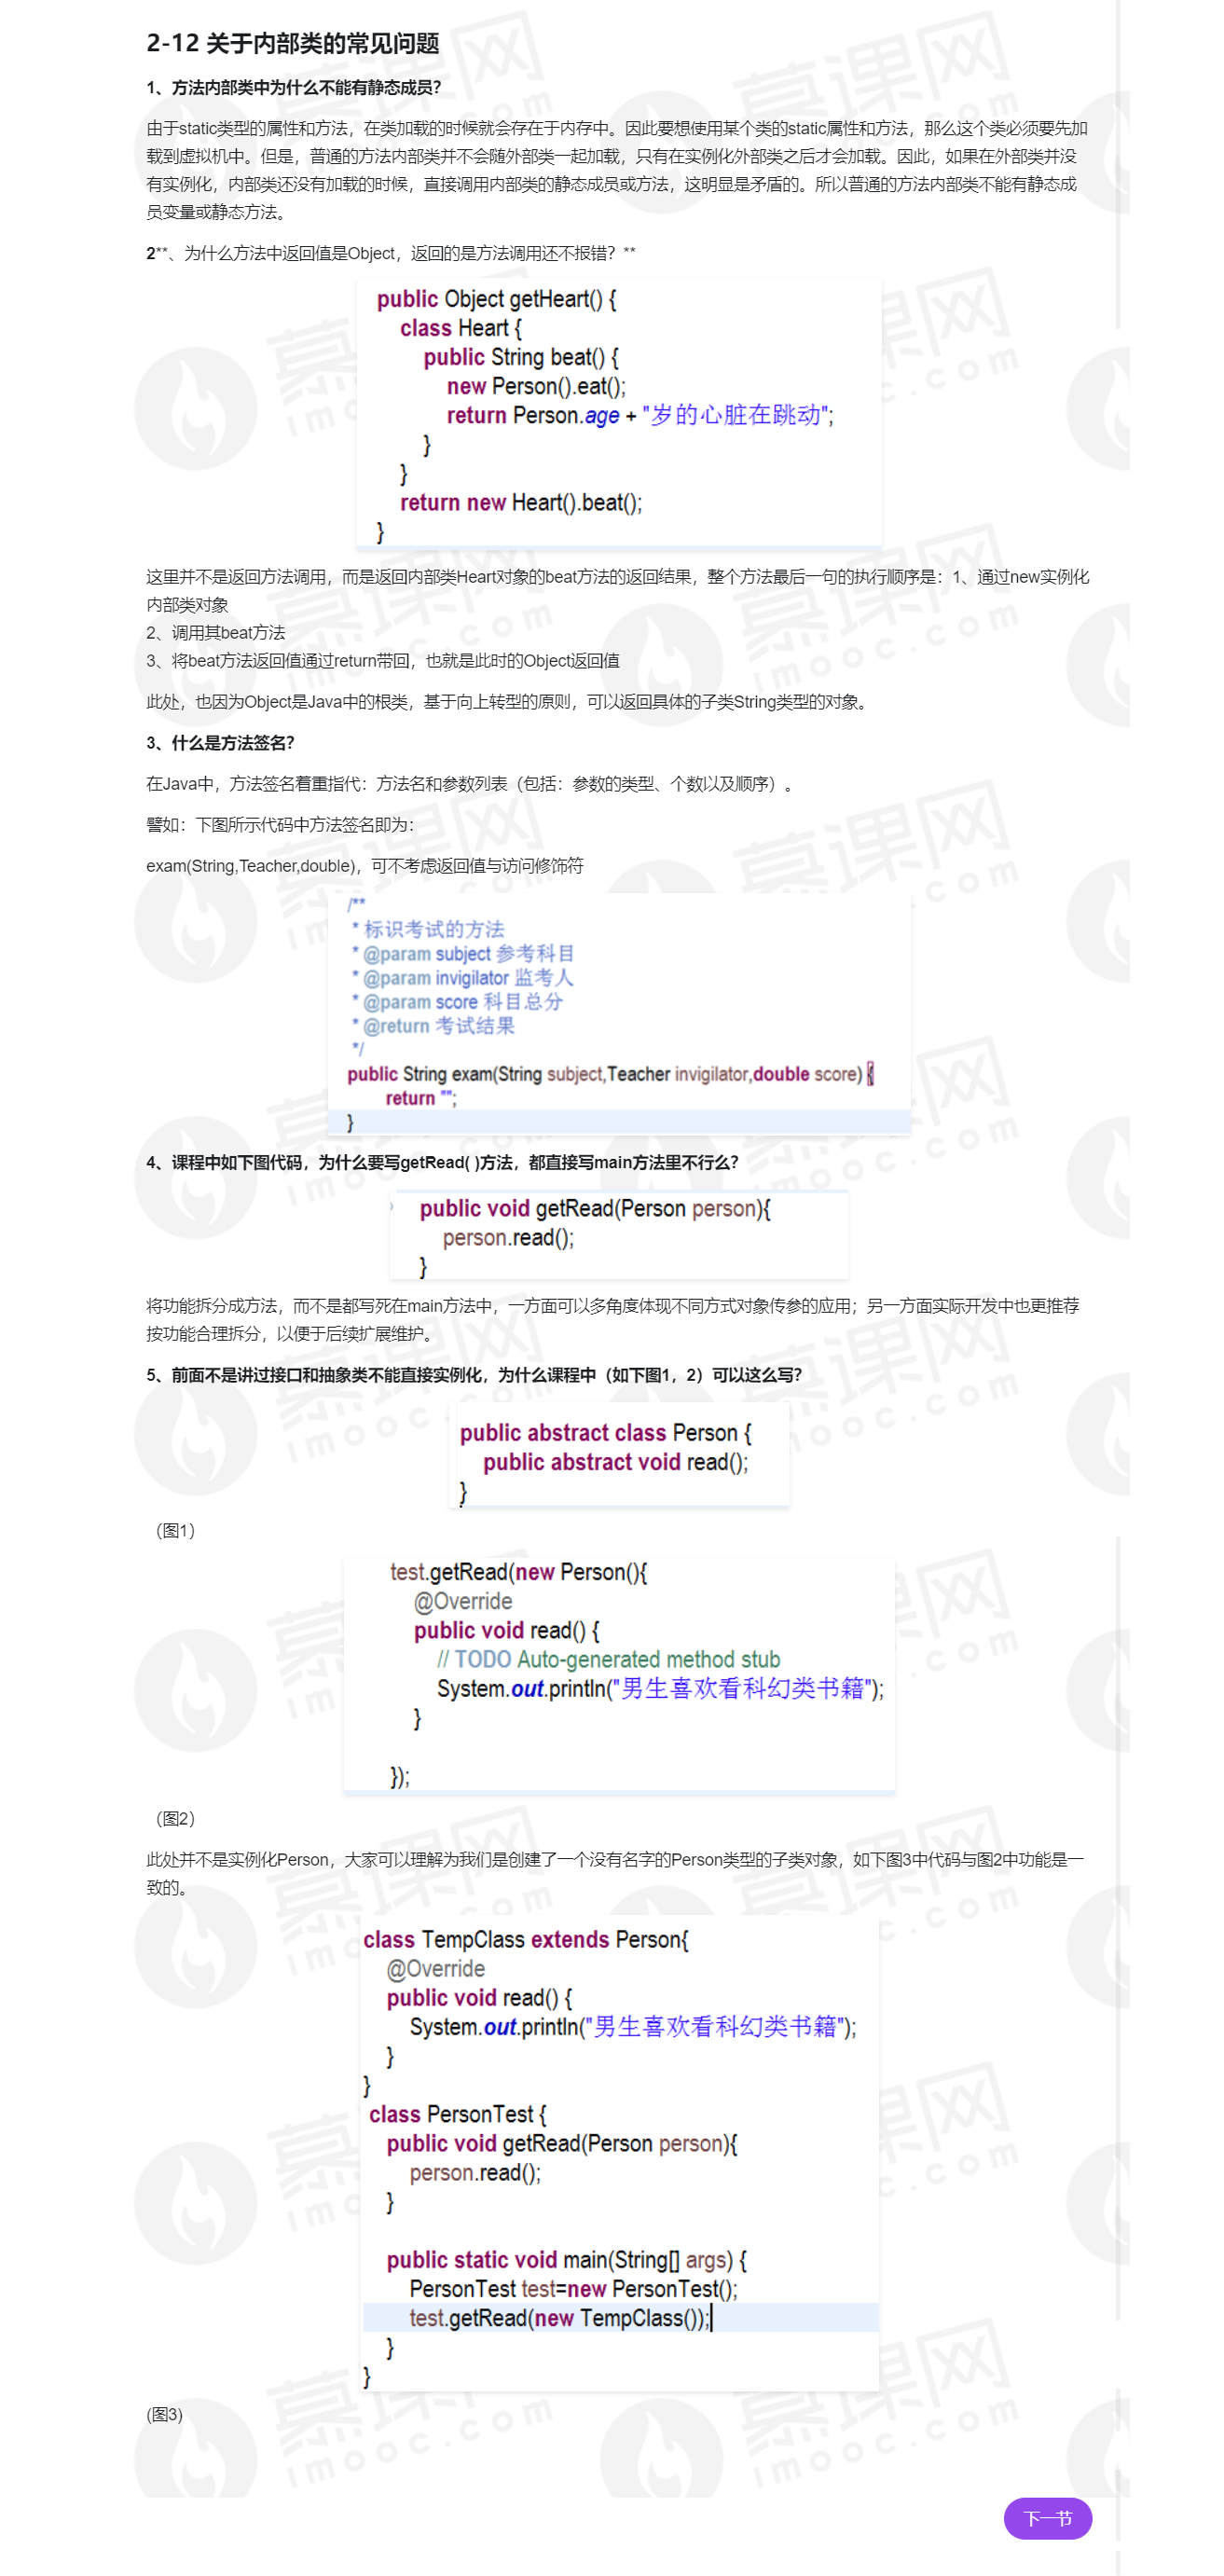 2-12 关于内部类的常见问题
1、方法内部类中为什么不能有静态成员？
由于static类型的属性和方法，在类加载的时候就会存在于内存中。因此要想使用某个类的static属性和方法，那么这个类必须要先加
载到虚拟机中。但是，普通的方法内部类并不会随外部类一起加载，只有在实例化外部类之后才会加载。因此，如果在外部类并没
有实例化，内部类还没有加载的时候，直接调用内部类的静态成员或方法，这明显是矛盾的。所以普通的方法内部类不能有静态成
员变量或静态方法。
2**、为什么方法中返回值是Object，返回的是方法调用还不报错？**
public Object getHeart() {
class Heart {
public String beat() {
new Person().eat();
return Person.age + "岁的心脏在跳动";
}
}
return new Heart().beat();
}
这里并不是返回方法调用，而是返回内部类Heart对象的beat方法的返回结果，整个方法最后一句的执行顺序是：1、通过new实例化
内部类对象
2、调用其beat方法
3、将beat方法返回值通过return带回，也就是此时的Object返回值
此处，也因为Object是Java中的根类，基于向上转型的原则，可以返回具体的子类String类型的对象。
3、什么是方法签名？
在Java中，方法签名着重指代：方法名和参数列表（包括：参数的类型、个数以及顺序）。
譬如：下图所示代码中方法签名即为：
exam(String,Teacher,double)，可不考虑返回值与访问修饰符
/**
* 标识考试的方法
* @param subject 参考科目
* @param invigilator 监考人
* @param score 科目总分
* @return 考试结果
*/
public String exam(String subject,Teacher invigilator,double score) {
return "";
}
4、课程中如下图代码，为什么要写getRead( )方法，都直接写main方法里不行么？
public void getRead(Person person){
person.read();
}
将功能拆分成方法，而不是都写死在main方法中，一方面可以多角度体现不同方式对象传参的应用；另一方面实际开发中也更推荐
按功能合理拆分，以便于后续扩展维护。
5、前面不是讲过接口和抽象类不能直接实例化，为什么课程中（如下图1，2）可以这么写？
public abstract class Person {
public abstract void read();
}
（图1）
test.getRead(new Person(){
@Override
public void read() {
// TODO Auto-generated method stub
System.out.println("男生喜欢看科幻类书籍");
}
});
（图2）
此处并不是实例化Person，大家可以理解为我们是创建了一个没有名字的Person类型的子类对象，如下图3中代码与图2中功能是一
致的。
class TempClass extends Person{
@Override
public void read() {
System.out.println("男生喜欢看科幻类书籍");
}
}
class PersonTest {
public void getRead(Person person){
person.read();
}
public static void main(String[] args) {
PersonTest test=new PersonTest();
test.getRead(new TempClass());
}
}
(图3)
下一节